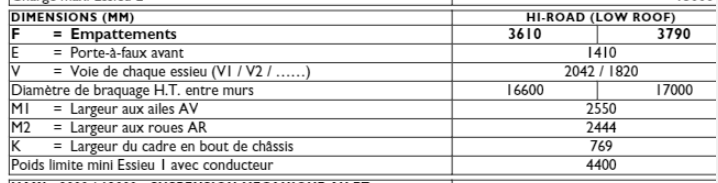 DIMENSIONS (MM) HI-ROAD (LOW ROOF)
F = Empattements 3610 3790
E = Porte-à-faux avant 1410
V = Voie de chaque essieu (V1 / V2 / ......) 2042 / 1820
Diamètre de braquage H.T. entre murs 16600 17000
M1 = Largeur aux ailes AV 2550
M2 = Largeur aux roues AR 2444
K = Largeur du cadre en bout de châssis 769
Poids limite mini Essieu 1 avec conducteur 4400